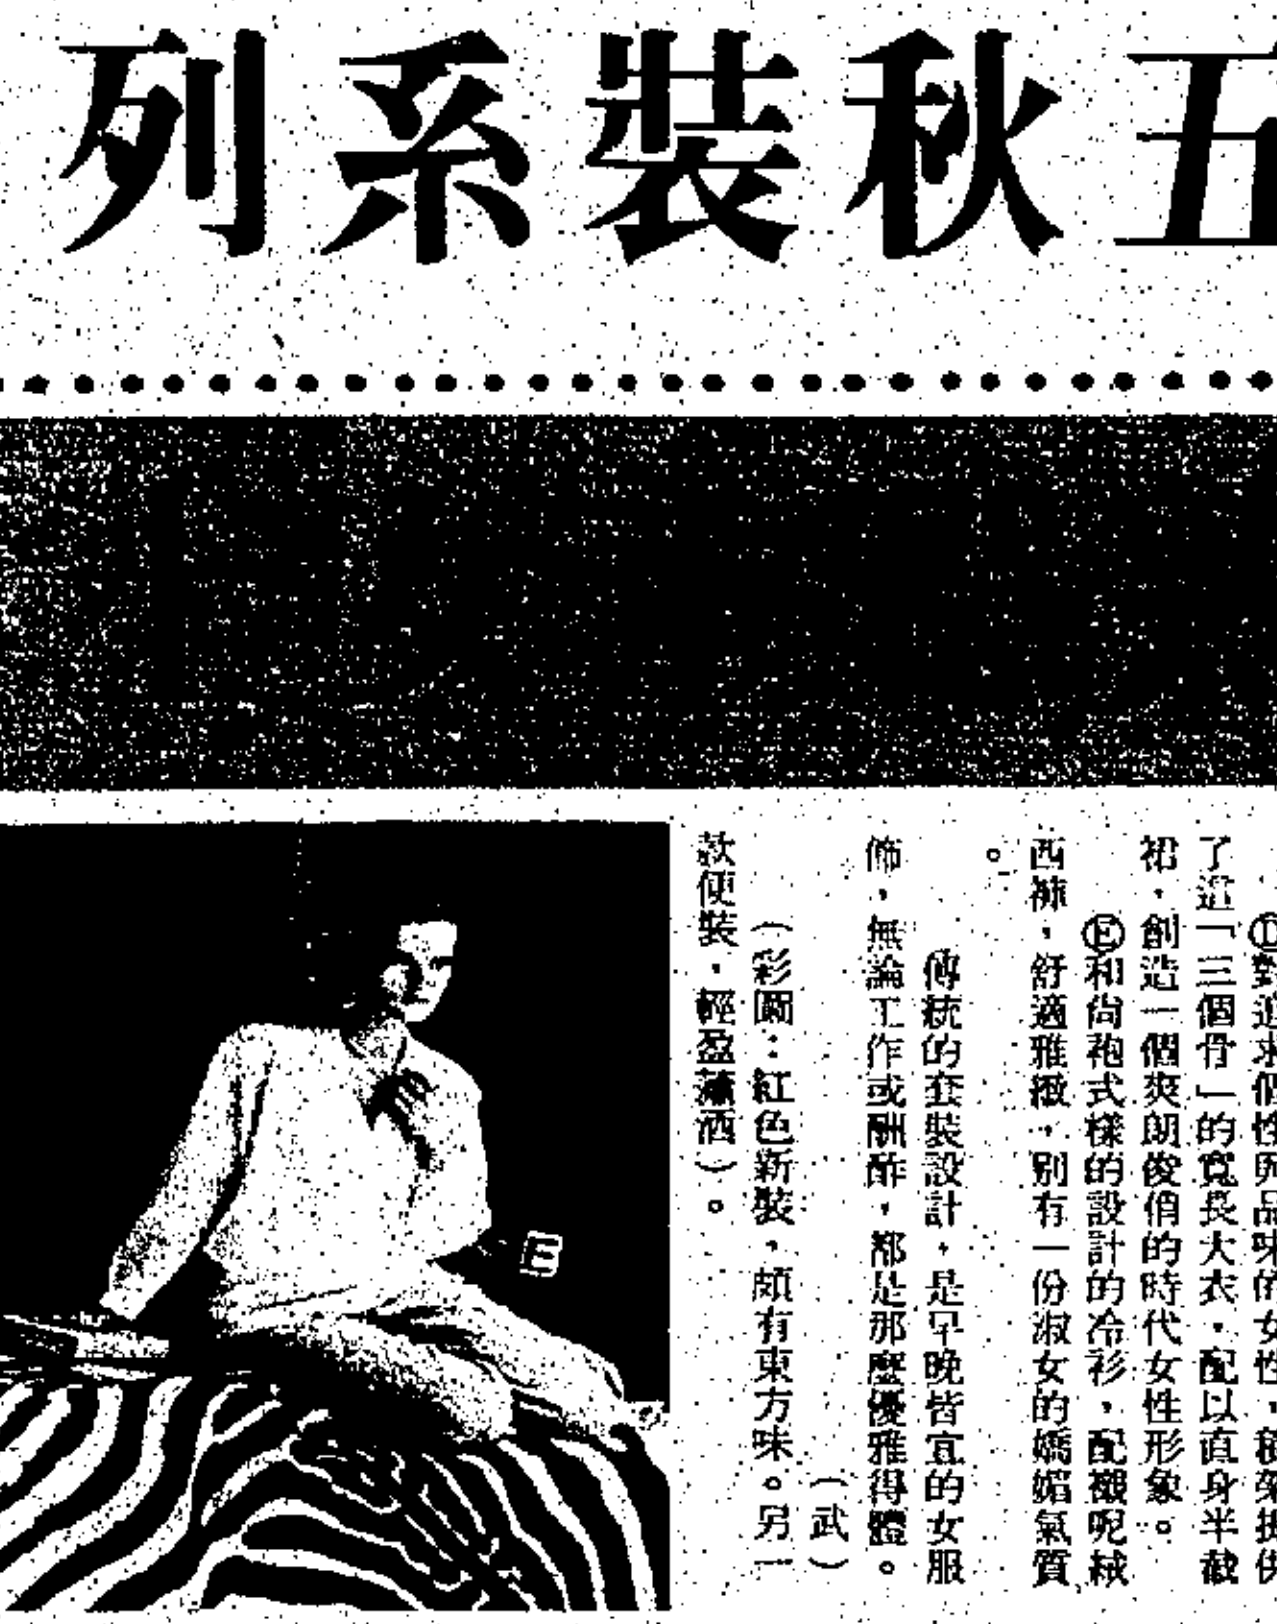 五秋裝系列
Ⓓ對追求個性與品味的女性，積架提供
了這「三個骨」的寬長大衣，配以直身半截
裙，創造一個爽朗俊俏的時代女性形象。
Ⓔ和尚袍式樣的設計的冷衫，配襯呢絨
西褲，舒適雅緻，別有一份淑女的嬌媚氣質
。
傳統的套裝設計，是早晚皆宜的女服
飾，無論工作或酬酢，都是那麼優雅得體。
（武）
（彩圖：紅色新裝，頗有東方味。另一
款便裝，輕盈瀟洒）。
E